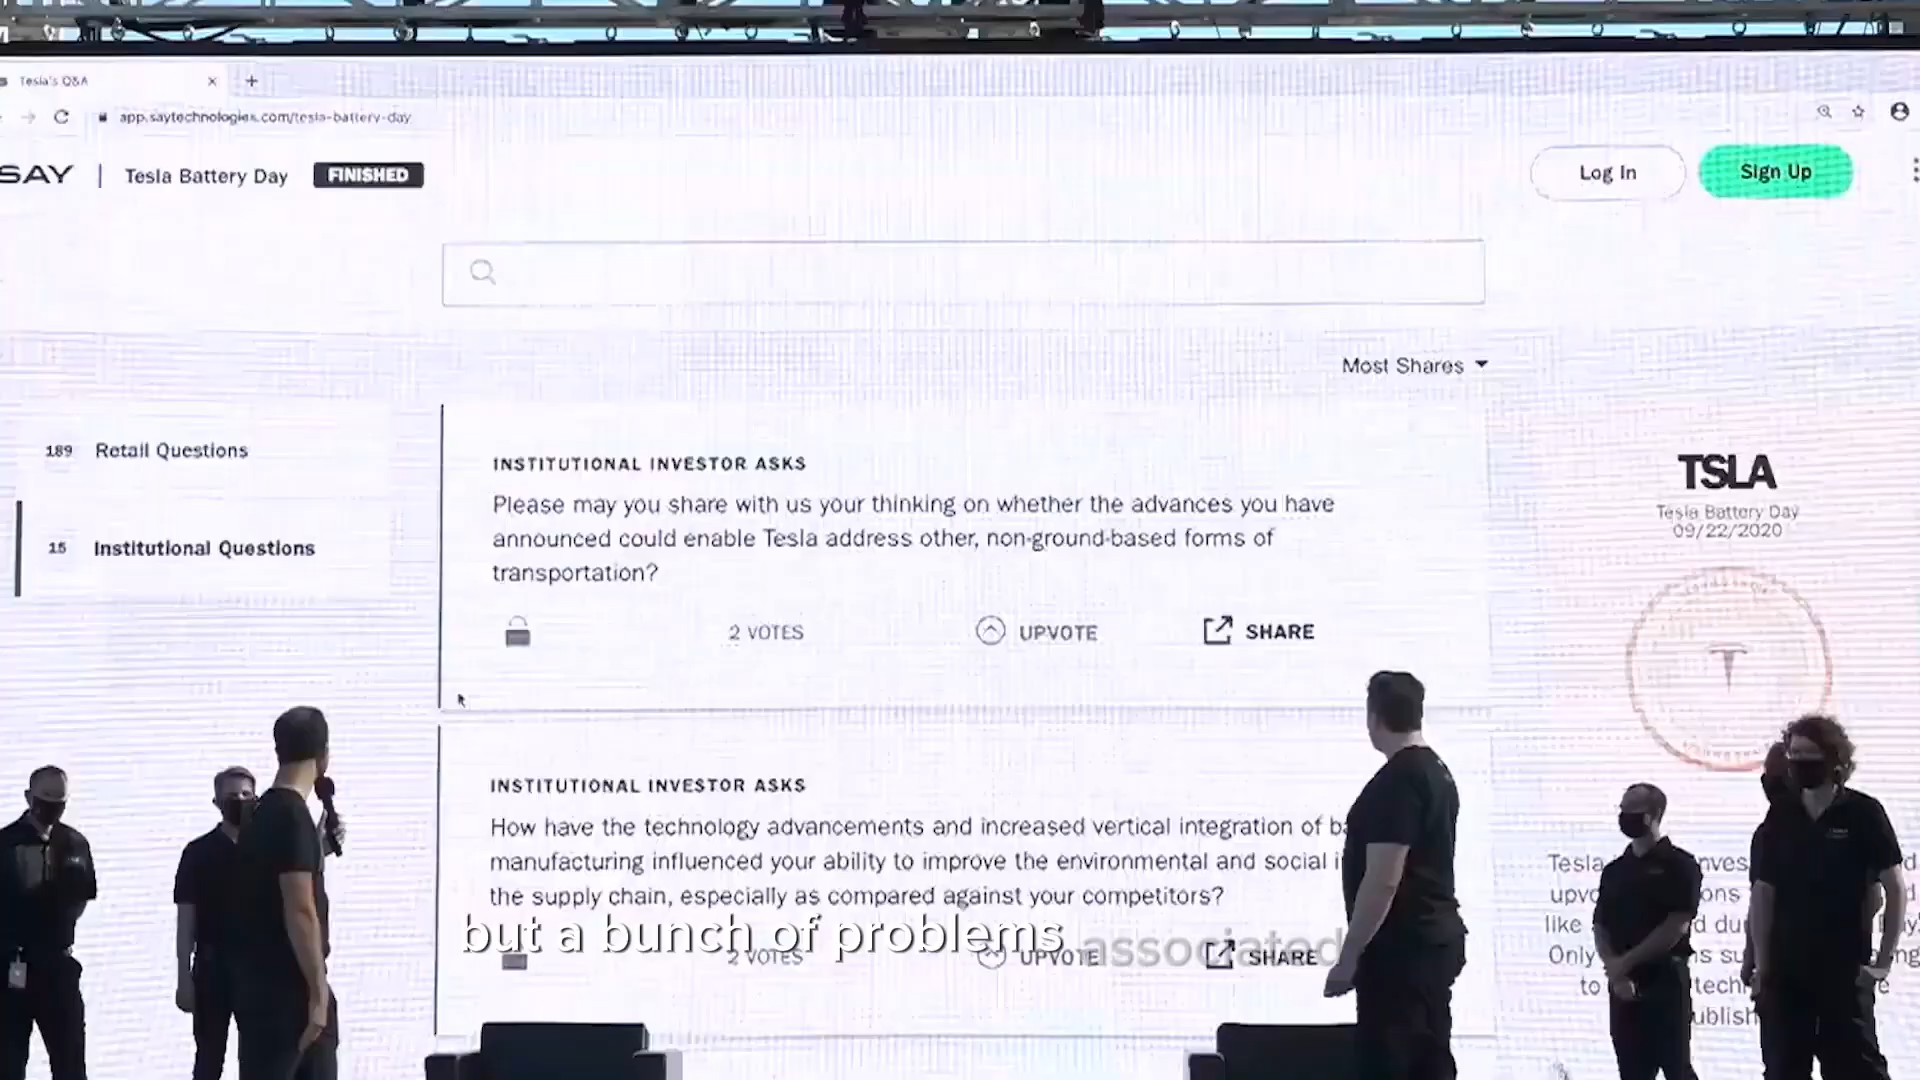 Tesla's Q&A
app.saytechnologies.com/tesla-battery-day
SAY | Tesla Battery Day FINISHED
Log In
Sign Up
Most Shares
189 Retail Questions
15 Institutional Questions
INSTITUTIONAL INVESTOR ASKS
Please may you share with us your thinking on whether the advances you have
announced could enable Tesla address other, non-ground-based forms of
transportation?
2 VOTES
UPVOTE
SHARE
INSTITUTIONAL INVESTOR ASKS
How have the technology advancements and increased vertical integration of
manufacturing influenced your ability to improve the environmental and social
the supply chain, especially as compared against your competitors?
2 VOTES
UPVOTE
SHARE
but a bunch of problems associated
TSLA
Tesla Battery Day
09/22/2020
Tesla
like
Only
to